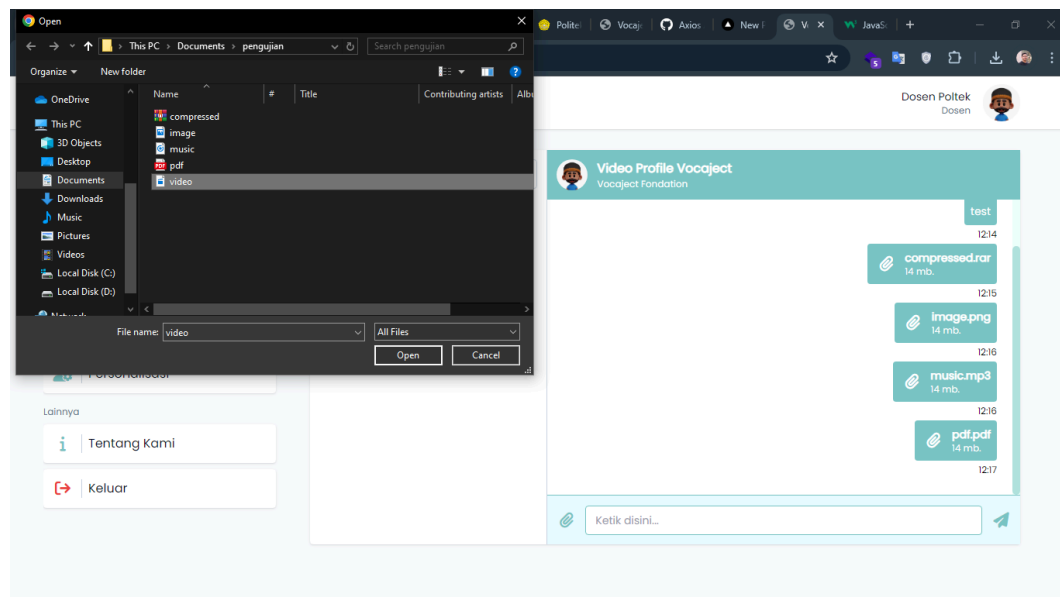 Open
Politek
Vocaj
Axios
New
JavaSc
This PC > Documents > pengujian
Search pengujian
Organize
New folder
Name
#
Title
Contributing artists
Albu
OneDrive
This PC
3D Objects
Desktop
Documents
Downloads
Music
Pictures
Videos
Local Disk (C:)
Local Disk (D:)
compressed
image
music
pdf
video
File name: video
All Files
Open
Cancel
Dosen Poltek
Dosen
Video Profile Vocaject
Vocaject Fondation
test
12:14
compressed.rar
14 mb.
12:15
image.png
14 mb.
12:16
music.mp3
14 mb.
12:16
pdf.pdf
14 mb.
12:17
Ketik disini...
Personalisasi
Lainnya
Tentang Kami
Keluar